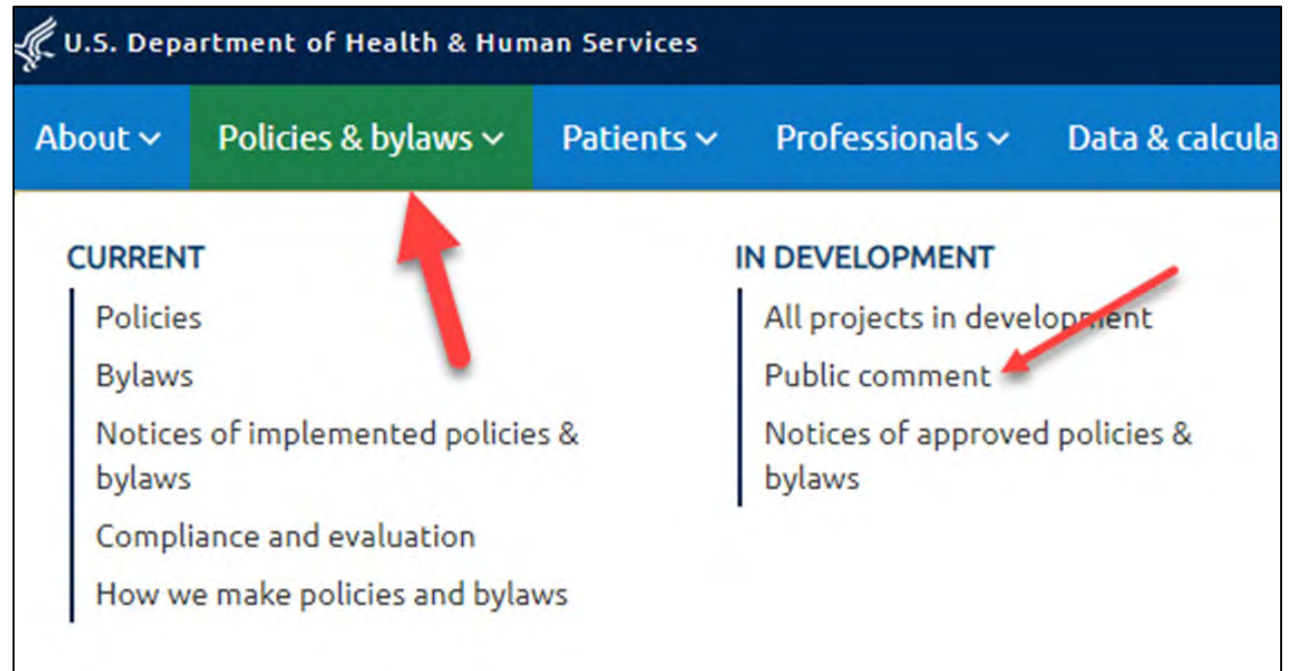 U.S. Department of Health & Human Services
About Policies & bylaws Patients Professionals Data & calcula
CURRENT
Policies
Bylaws
Notices of implemented policies &
bylaws
Compliance and evaluation
How we make policies and bylaws
IN DEVELOPMENT
All projects in development
Public comment
Notices of approved policies &
bylaws